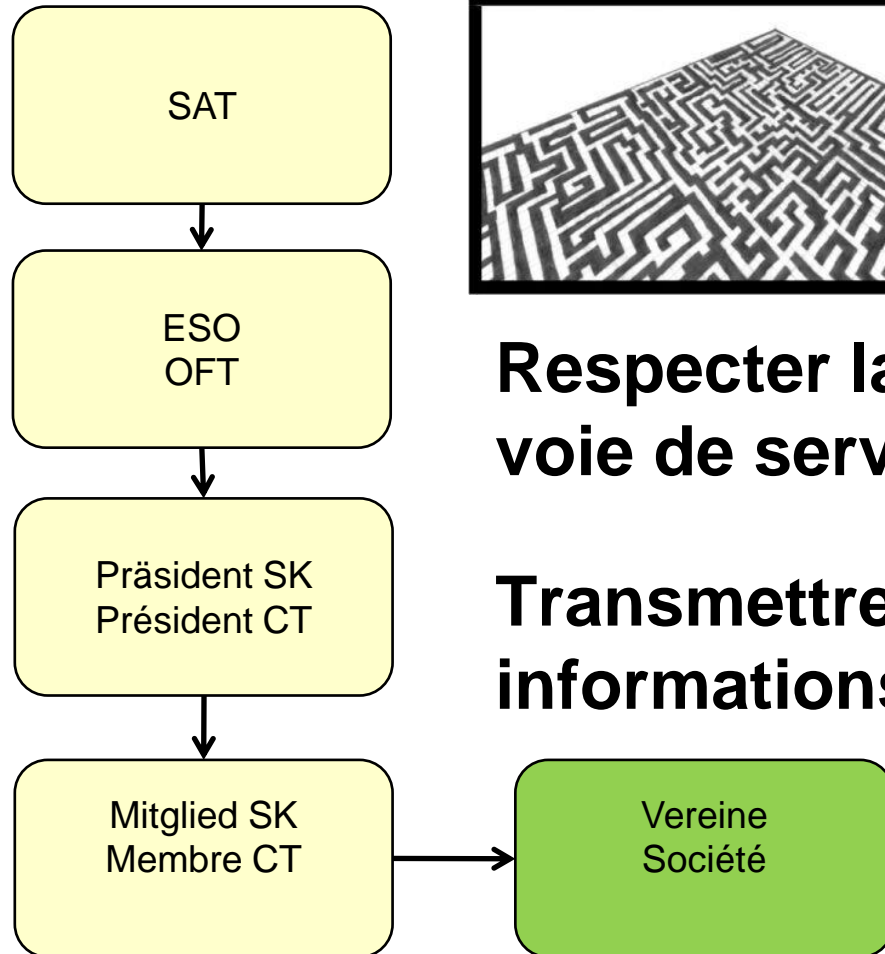 SAT
ESO
OFT
Präsident SK
Président CT
Mitglied SK
Membre CT
Respecter la
voie de serv
Transmettre
informations
Vereine
Société